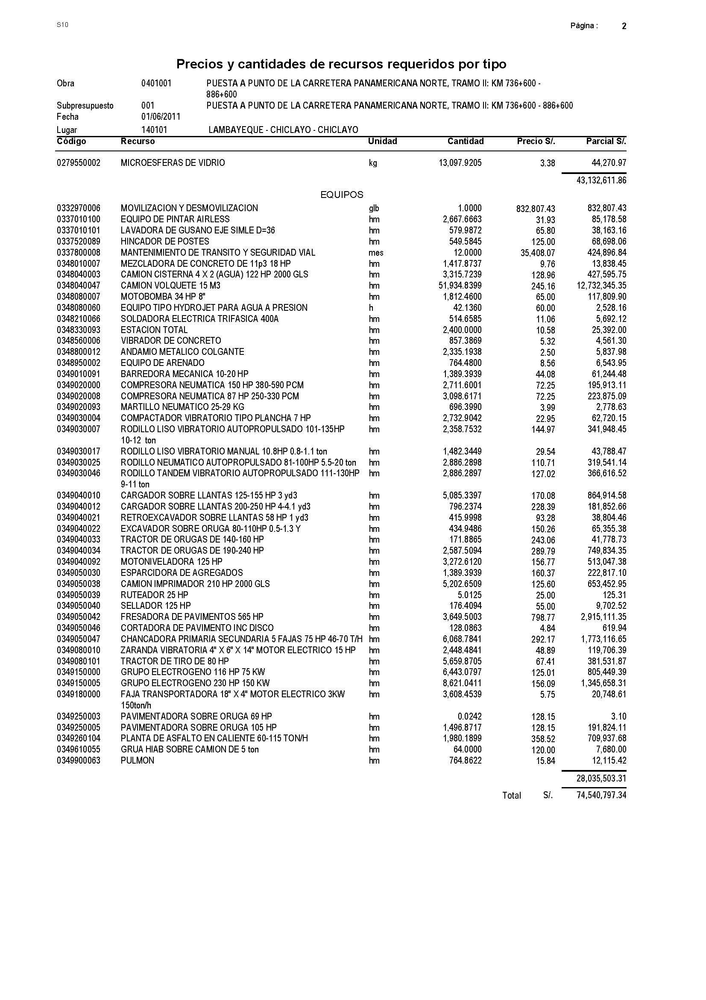 S10 Página : 2
Precios y cantidades de recursos requeridos por tipo
Obra 0401001 PUESTA A PUNTO DE LA CARRETERA PANAMERICANA NORTE, TRAMO II: KM 736+600 -
886+600
Subpresupuesto 001 PUESTA A PUNTO DE LA CARRETERA PANAMERICANA NORTE, TRAMO II: KM 736+600 - 886+600
Fecha 01/06/2011
Lugar 140101 LAMBAYEQUE - CHICLAYO - CHICLAYO
Código Recurso Unidad Cantidad Precio S/. Parcial S/.
0279550002 MICROESFERAS DE VIDRIO kg 13,097.9205 3.38 44,270.97
43,132,611.86
EQUIPOS
0332970006 MOVILIZACION Y DESMOVILIZACION glb 1.0000 832,807.43 832,807.43
0337010100 EQUIPO DE PINTAR AIRLESS hm 2,667.6663 31.93 85,178.58
0337010101 LAVADORA DE GUSANO EJE SIMLE D=36 hm 579.9872 65.80 38,163.16
0337520089 HINCADOR DE POSTES hm 549.5845 125.00 68,698.06
0337800008 MANTENIMIENTO DE TRANSITO Y SEGURIDAD VIAL mes 12.0000 35,408.07 424,896.84
0348010007 MEZCLADORA DE CONCRETO DE 11p3 18 HP hm 1,417.8737 9.76 13,838.45
0348040003 CAMION CISTERNA 4 X 2 (AGUA) 122 HP 2000 GLS hm 3,315.7239 128.96 427,595.75
0348040047 CAMION VOLQUETE 15 M3 hm 51,934.8399 245.16 12,732,345.35
0348080007 MOTOBOMBA 34 HP 8" hm 1,812.4600 65.00 117,809.90
0348080060 EQUIPO TIPO HYDROJET PARA AGUA A PRESION h 42.1360 60.00 2,528.16
0348210066 SOLDADORA ELECTRICA TRIFASICA 400A hm 514.6585 11.06 5,692.12
0348330093 ESTACION TOTAL hm 2,400.0000 10.58 25,392.00
0348560006 VIBRADOR DE CONCRETO hm 857.3869 5.32 4,561.30
0348800012 ANDAMIO METALICO COLGANTE hm 2,335.1938 2.50 5,837.98
0348950002 EQUIPO DE ARENADO hm 764.4800 8.56 6,543.95
0349010091 BARREDORA MECANICA 10-20 HP hm 1,389.3939 44.08 61,244.48
0349020000 COMPRESORA NEUMATICA 150 HP 380-590 PCM hm 2,711.6001 72.25 195,913.11
0349020008 COMPRESORA NEUMATICA 87 HP 250-330 PCM hm 3,098.6171 72.25 223,875.09
0349020093 MARTILLO NEUMATICO 25-29 KG hm 696.3990 3.99 2,778.63
0349030004 COMPACTADOR VIBRATORIO TIPO PLANCHA 7 HP hm 2,732.9042 22.95 62,720.15
0349030007 RODILLO LISO VIBRATORIO AUTOPROPULSADO 101-135HP hm 2,358.7532 144.97 341,948.45
10-12 ton
0349030017 RODILLO LISO VIBRATORIO MANUAL 10.8HP 0.8-1.1 ton hm 1,482.3449 29.54 43,788.47
0349030025 RODILLO NEUMATICO AUTOPROPULSADO 81-100HP 5.5-20 ton hm 2,886.2898 110.71 319,541.14
0349030046 RODILLO TANDEM VIBRATORIO AUTOPROPULSADO 111-130HP hm 2,886.2897 127.02 366,616.52
9-11 ton
0349040010 CARGADOR SOBRE LLANTAS 125-155 HP 3 yd3 hm 5,085.3397 170.08 864,914.58
0349040012 CARGADOR SOBRE LLANTAS 200-250 HP 4-4.1 yd3 hm 796.2374 228.39 181,852.66
0349040021 RETROEXCAVADOR SOBRE LLANTAS 58 HP 1 yd3 hm 415.9998 93.28 38,804.46
0349040022 EXCAVADOR SOBRE ORUGA 80-110HP 0.5-1.3 Y hm 434.9486 150.26 65,355.38
0349040033 TRACTOR DE ORUGAS DE 140-160 HP hm 171.8865 243.06 41,778.73
0349040034 TRACTOR DE ORUGAS DE 190-240 HP hm 2,587.5094 289.79 749,834.35
0349040092 MOTONIVELADORA 125 HP hm 3,272.6120 156.77 513,047.38
0349050030 ESPARCIDORA DE AGREGADOS hm 1,389.3939 160.37 222,817.10
0349050038 CAMION IMPRIMADOR 210 HP 2000 GLS hm 5,202.6509 125.60 653,452.95
0349050039 RUTEADOR 25 HP hm 5.0125 25.00 125.31
0349050040 SELLADOR 125 HP hm 176.4094 55.00 9,702.52
0349050042 FRESADORA DE PAVIMENTOS 565 HP hm 3,649.5003 798.77 2,915,111.35
0349050046 CORTADORA DE PAVIMENTO INC DISCO hm 128.0863 4.84 619.94
0349050047 CHANCADORA PRIMARIA SECUNDARIA 5 FAJAS 75 HP 46-70 T/H hm 6,068.7841 292.17 1,773,116.65
0349080010 ZARANDA VIBRATORIA 4" X 6" X 14" MOTOR ELECTRICO 15 HP hm 2,448.4841 48.89 119,706.39
0349080101 TRACTOR DE TIRO DE 80 HP hm 5,659.8705 67.41 381,531.87
0349150000 GRUPO ELECTROGENO 116 HP 75 KW hm 6,443.0797 125.01 805,449.39
0349150005 GRUPO ELECTROGENO 230 HP 150 KW hm 8,621.0411 156.09 1,345,658.31
0349180000 FAJA TRANSPORTADORA 18" X 4" MOTOR ELECTRICO 3KW hm 3,608.4539 5.75 20,748.61
150ton/h
0349250003 PAVIMENTADORA SOBRE ORUGA 69 HP hm 0.0242 128.15 3.10
0349250005 PAVIMENTADORA SOBRE ORUGA 105 HP hm 1,496.8717 128.15 191,824.11
0349260104 PLANTA DE ASFALTO EN CALIENTE 60-115 TON/H hm 1,980.1899 358.52 709,937.68
0349610055 GRUA HIAB SOBRE CAMION DE 5 ton hm 64.0000 120.00 7,680.00
0349900063 PULMON hm 764.8622 15.84 12,115.42
28,035,503.31
Total S/. 74,540,797.34